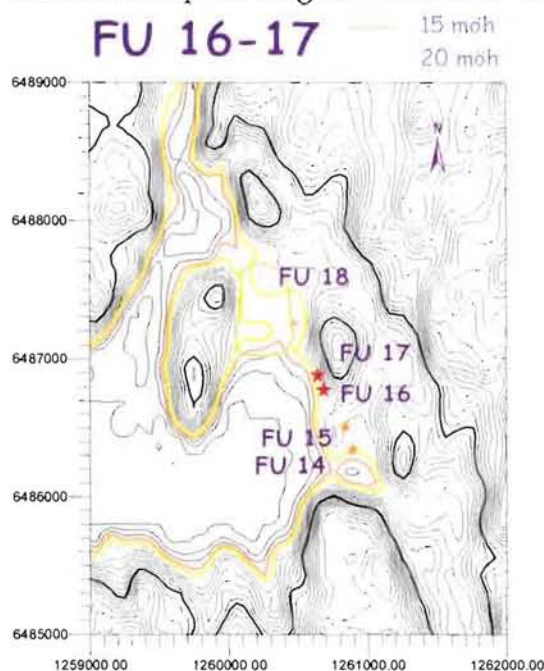 FU 16-17
15 möh
20 möh
6489000
N
6488000
FU 18
6487000
FU 17
FU 16
FU 15
FU 14
6486000
6485000
1259000.00 1260000.00 1261000.00 1262000.00